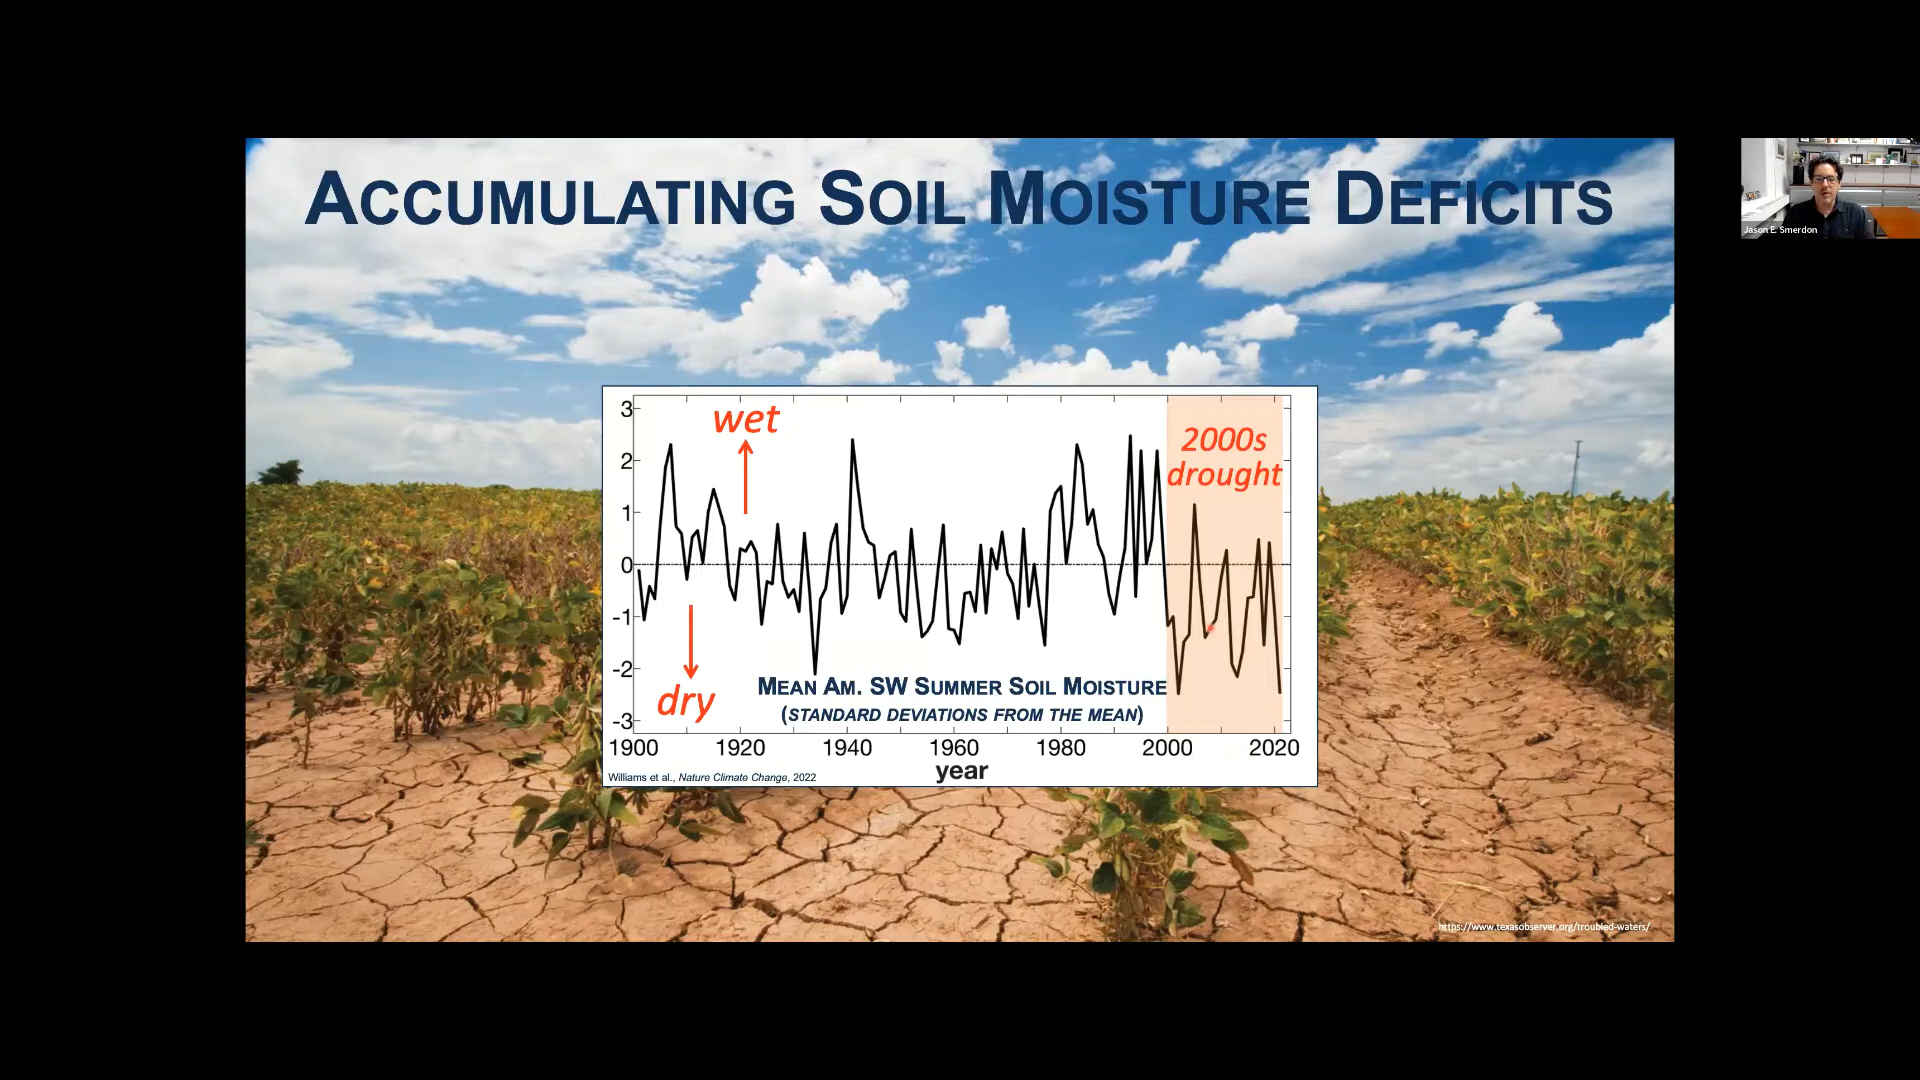 ACCUMULATING SOIL MOISTURE DEFICITS
Jason E. Smerdon
3
2
1
0
-1
-2
-3
wet
2000s
drought
dry
MEAN AM. SW SUMMER SOIL MOISTURE
(STANDARD DEVIATIONS FROM THE MEAN)
1900 1920 1940 1960 1980 2000 2020
year
Williams et al., Nature Climate Change, 2022
https://www.texasobserver.org/troubled-waters/